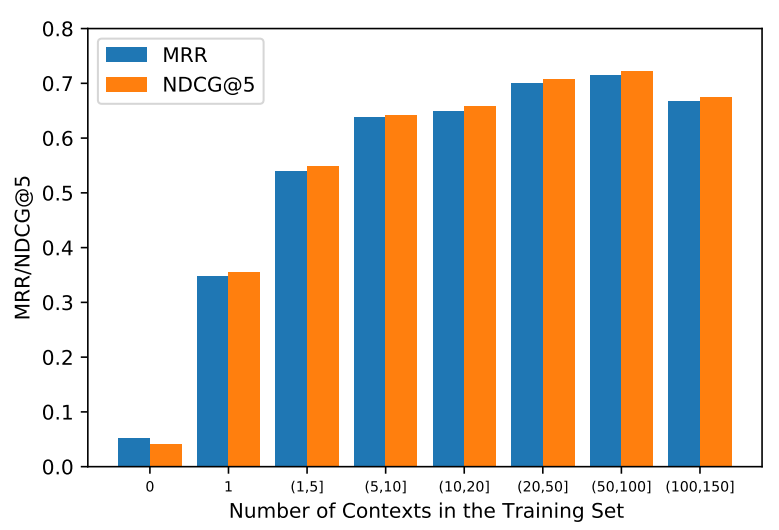 0.8
0.7
0.6
0.5
0.4
0.3
0.2
0.1
0.0
MRR/NDCG@5
MRR
NDCG@5
0 1 (1,5] (5,10] (10,20] (20,50] (50,100] (100,150]
Number of Contexts in the Training Set